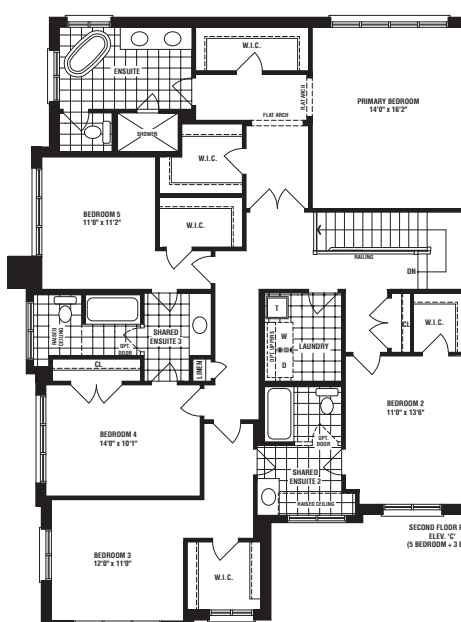 W.I.C.
ENSUITE
FLAT ARCH
PRIMARY BEDROOM
14'0" x 16'2"
FLAT ARCH
SHOWER
W.I.C.
BEDROOM 5
11'0" x 11'2"
W.I.C.
RAILING
DN
RAISED
CEILING
OPT.
DOOR
SHARED
ENSUITE 3
T
OPT UPPERS
W
D
LAUNDRY
CL
W.I.C.
CL
LINEN
BEDROOM 2
11'0" x 13'6"
BEDROOM 4
14'0" x 10'1"
OPT.
DOOR
SHARED
ENSUITE 2
RAISED CEILING
SECOND FLOOR
ELEV. 'C'
(5 BEDROOM + 3
BEDROOM 3
12'0" x 11'0"
W.I.C.